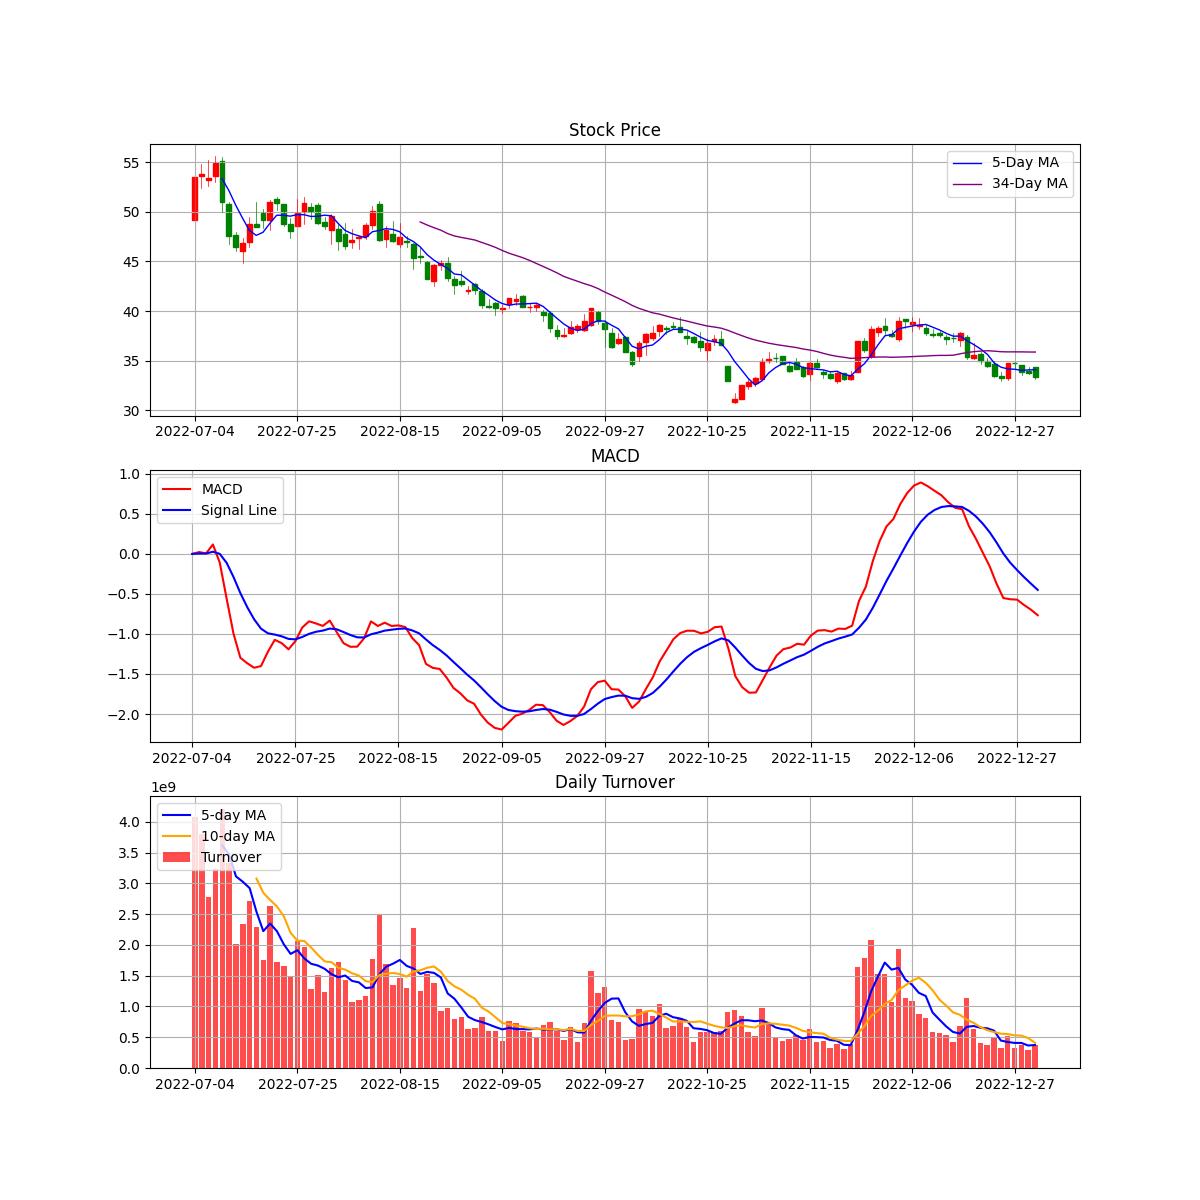 Stock Price
5-Day MA
34-Day MA
55
50
45
40
35
30
2022-07-04 2022-07-25 2022-08-15 2022-09-05 2022-09-27 2022-10-25 2022-11-15 2022-12-06 2022-12-27
MACD
MACD
Signal Line
1.0
0.5
0.0
−0.5
−1.0
−1.5
−2.0
2022-07-04 2022-07-25 2022-08-15 2022-09-05 2022-09-27 2022-10-25 2022-11-15 2022-12-06 2022-12-27
Daily Turnover
1e9
5-day MA
10-day MA
Turnover
4.0
3.5
3.0
2.5
2.0
1.5
1.0
0.5
0.0
2022-07-04 2022-07-25 2022-08-15 2022-09-05 2022-09-27 2022-10-25 2022-11-15 2022-12-06 2022-12-27